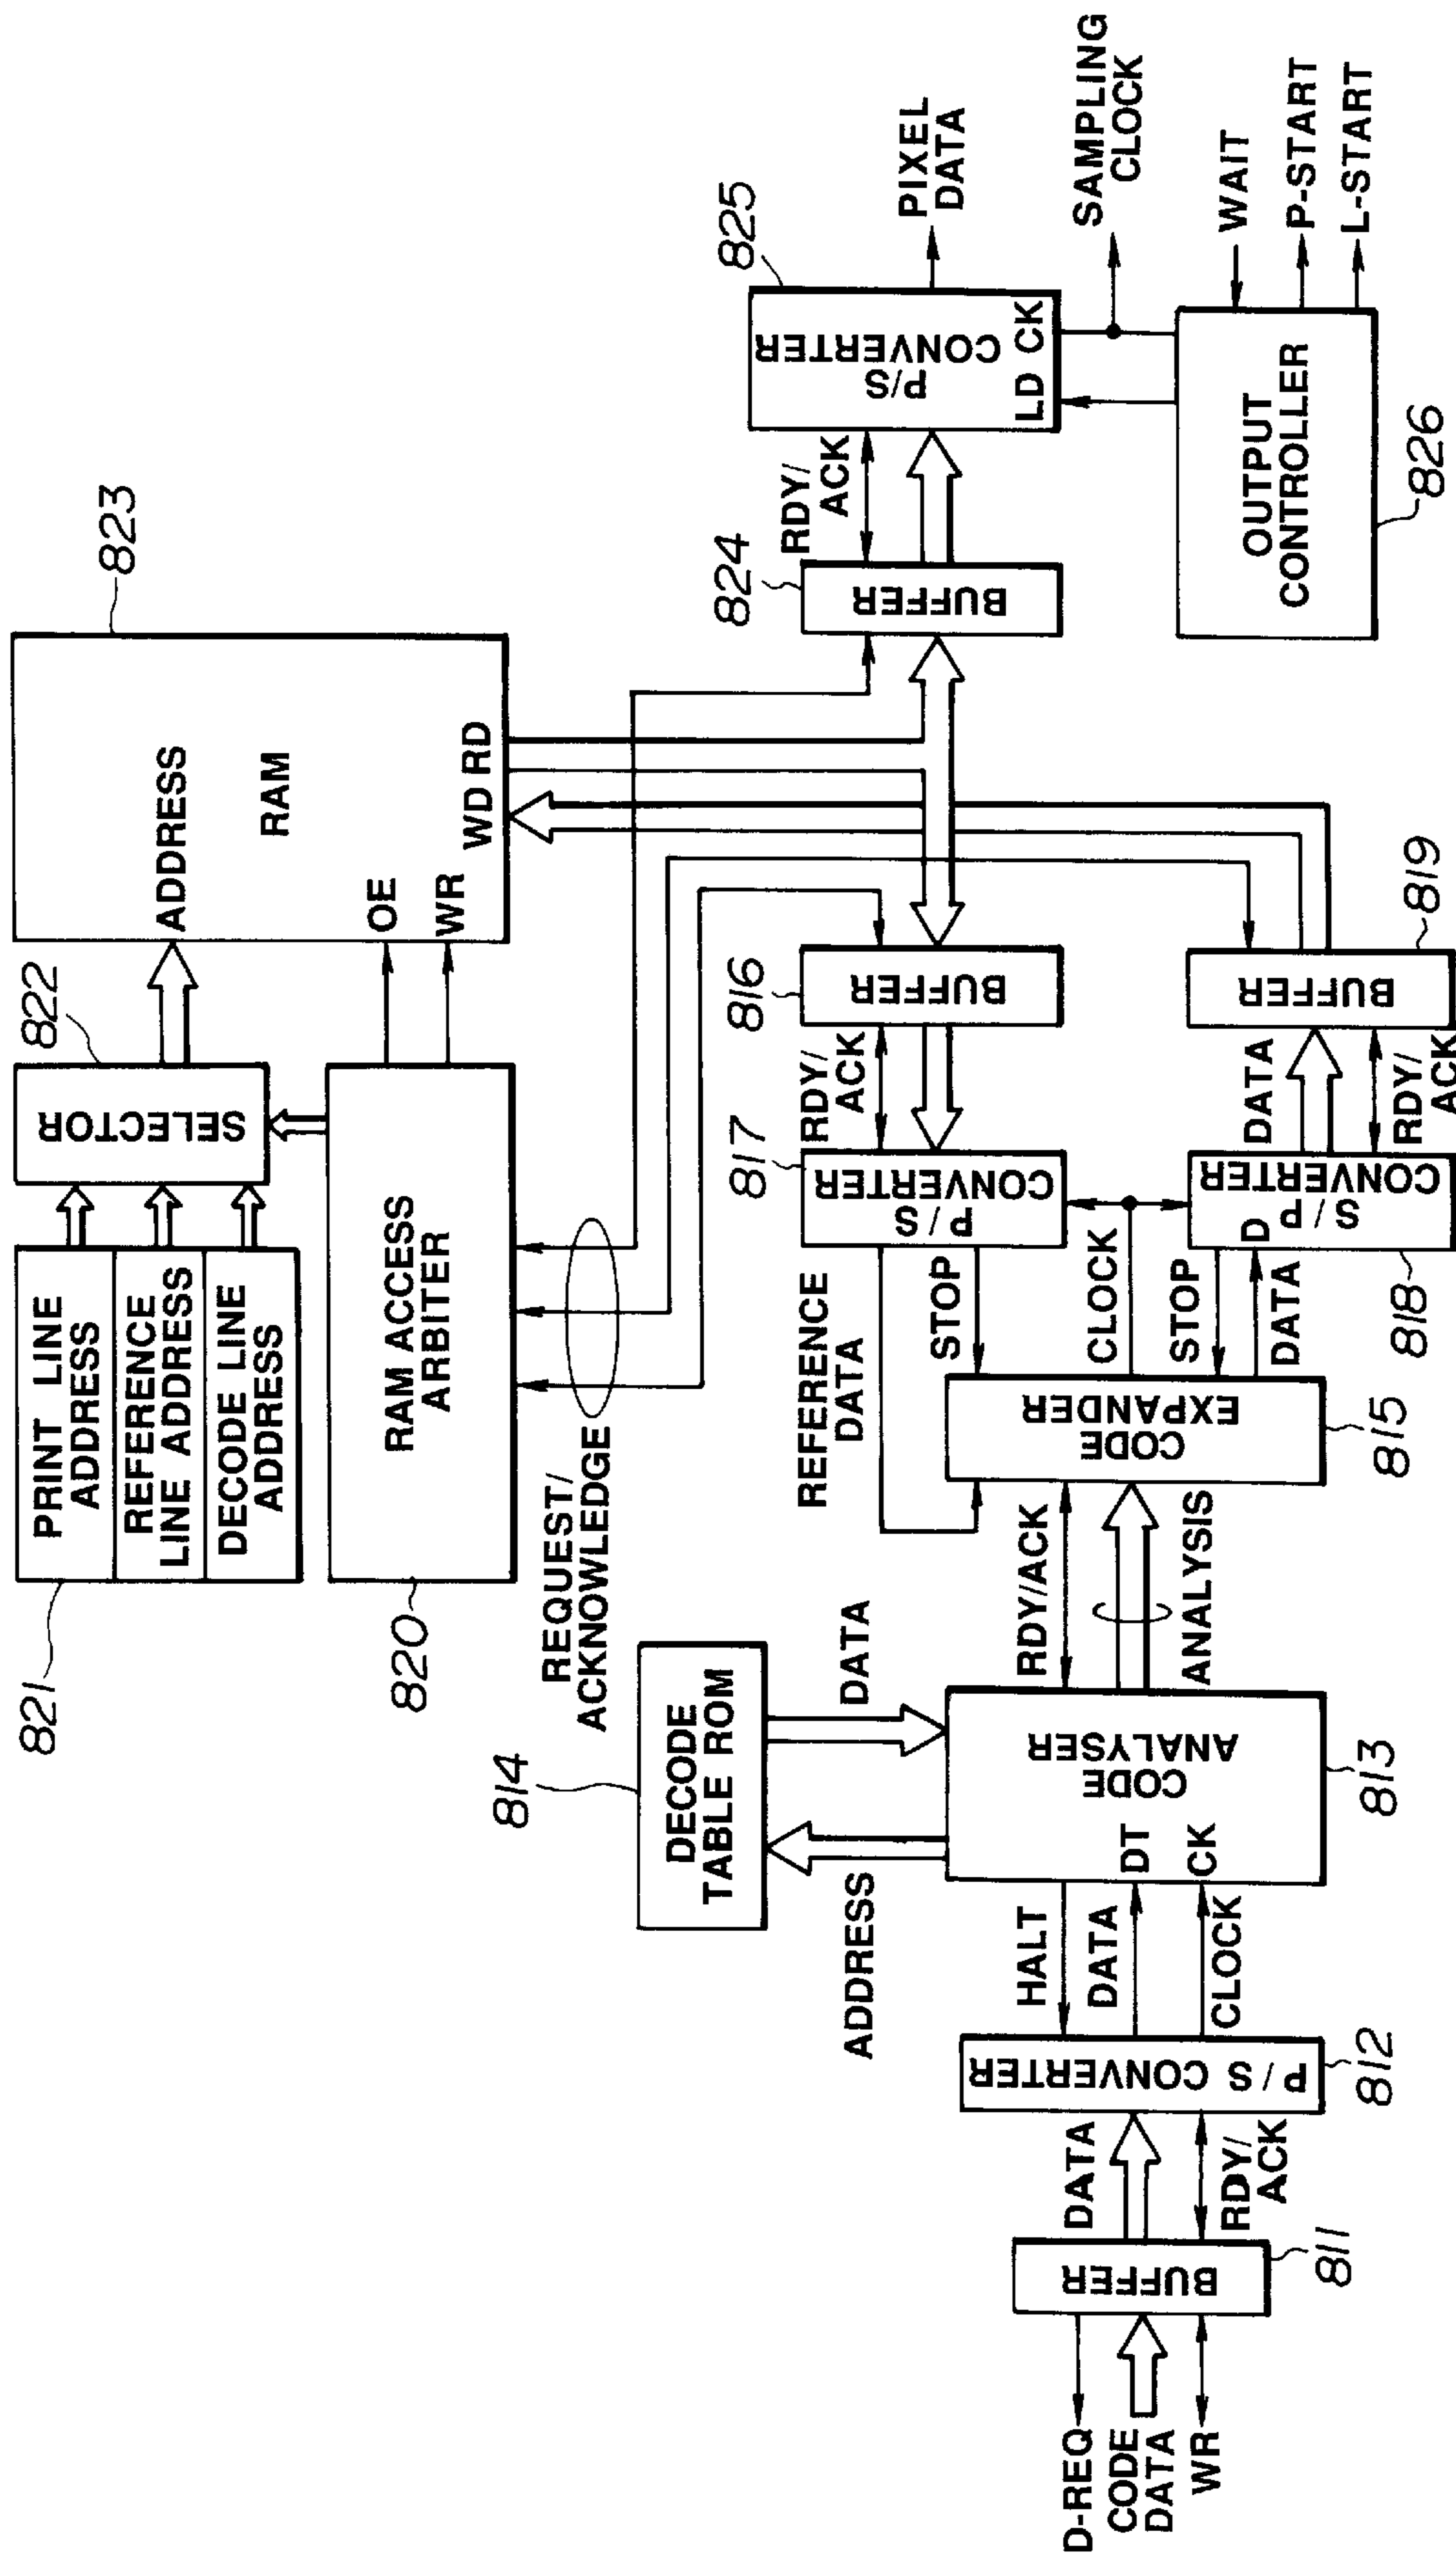 821
PRINT LINE
ADDRESS
REFERENCE
LINE ADDRESS
DECODE LINE
ADDRESS
822
SELECTOR
823
ADDRESS
RAM
OE
WR
WD RD
820
RAM ACCESS
ARBITER
REQUEST/
ACKNOWLEDGE
814
DECODE
TABLE ROM
ADDRESS
DATA
D-REQ
CODE
DATA
WR
BUFFER
811
DATA
RDY/
ACK
P/S CONVERTER
812
HALT
DATA
CLOCK
DT
CK
CODE
ANALYSER
813
RDY/ACK
ANALYSIS
CODE
EXPANDER
815
REFERENCE
DATA
STOP
CLOCK
STOP
DATA
817
P/S
CONVERTER
RDY/
ACK
816
BUFFER
D
S/P
CONVERTER
818
DATA
RDY/
ACK
BUFFER
819
824
BUFFER
RDY/
ACK
825
P/S
CONVERTER
LD CK
PIXEL
DATA
SAMPLING
CLOCK
OUTPUT
CONTROLLER
826
WAIT
P-START
L-START